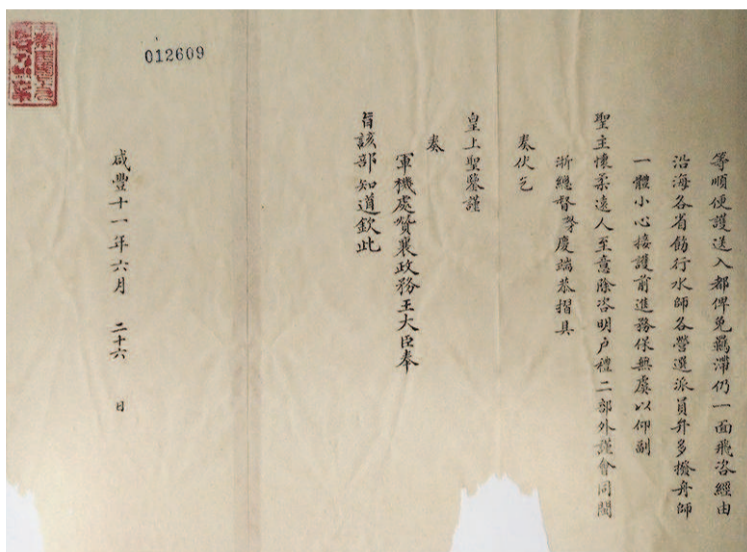 等順便護送入都俾免羈滯仍一面飛咨經由
沿海各省飭行水師各營選派員弁多撥舟師
一體小心接護前進務保無虞以仰副
聖主懷柔遠人至意除咨明户禮二部外謹會同閩
浙總督臣慶端恭摺具
奏伏乞
皇上聖鑒謹
奏
軍機處贊襄政務王大臣奉
旨該部知道欽此
咸豐十一年六月 二十六 日
012609